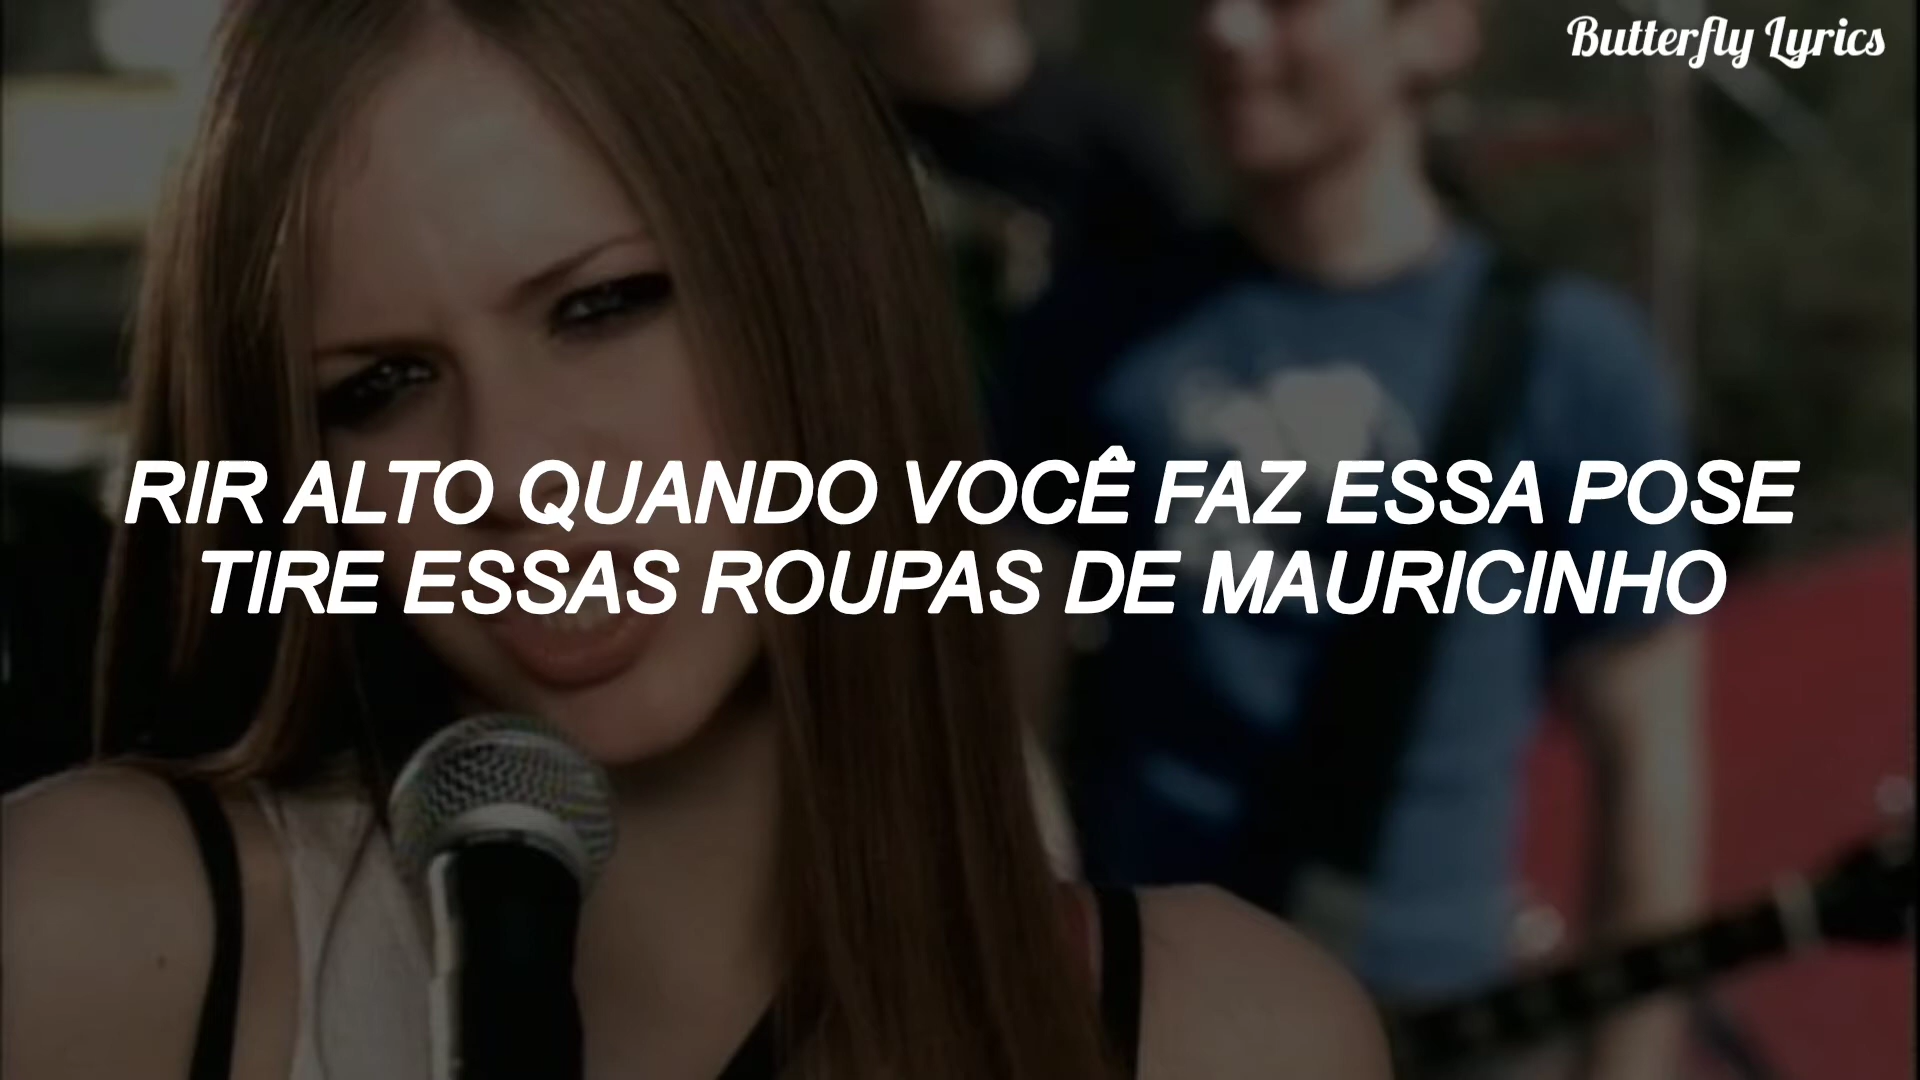 Butterfly Lyrics
RIR ALTO QUANDO VOCÊ FAZ ESSA POSE
TIRE ESSAS ROUPAS DE MAURICINHO